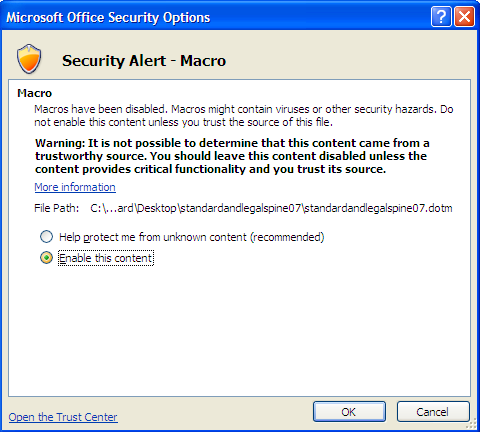 Microsoft Office Security Options
Security Alert - Macro
Macro
Macros have been disabled. Macros might contain viruses or other security hazards. Do
not enable this content unless you trust the source of this file.
Warning: It is not possible to determine that this content came from a
trustworthy source. You should leave this content disabled unless the
content provides critical functionality and you trust its source.
More information
File Path: C:\...ard\Desktop\standardandlegalspine07\standardandlegalspine07.dotm
Help protect me from unknown content (recommended)
Enable this content
Open the Trust Center
OK
Cancel